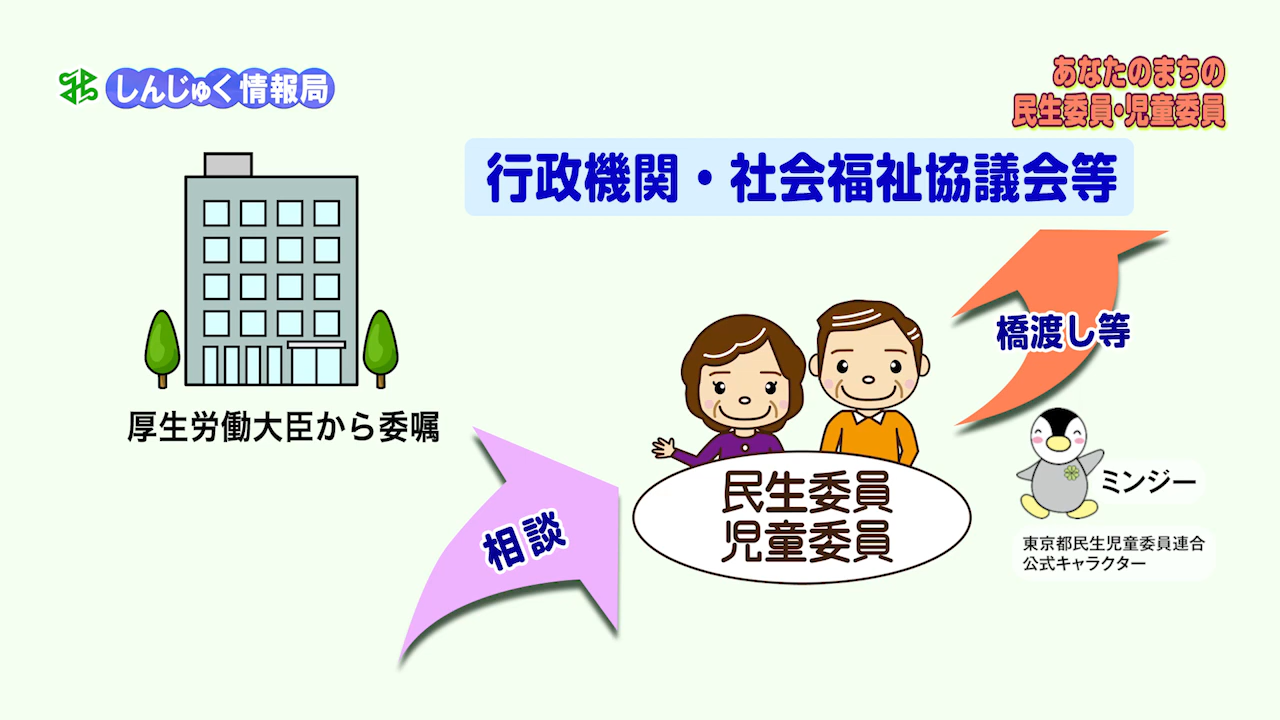 しんじゅく情報局
あなたのまちの
民生委員・児童委員
行政機関・社会福祉協議会等
橋渡し等
厚生労働大臣から委嘱
相談
民生委員
児童委員
ミンジー
東京都民生児童委員連合
公式キャラクター